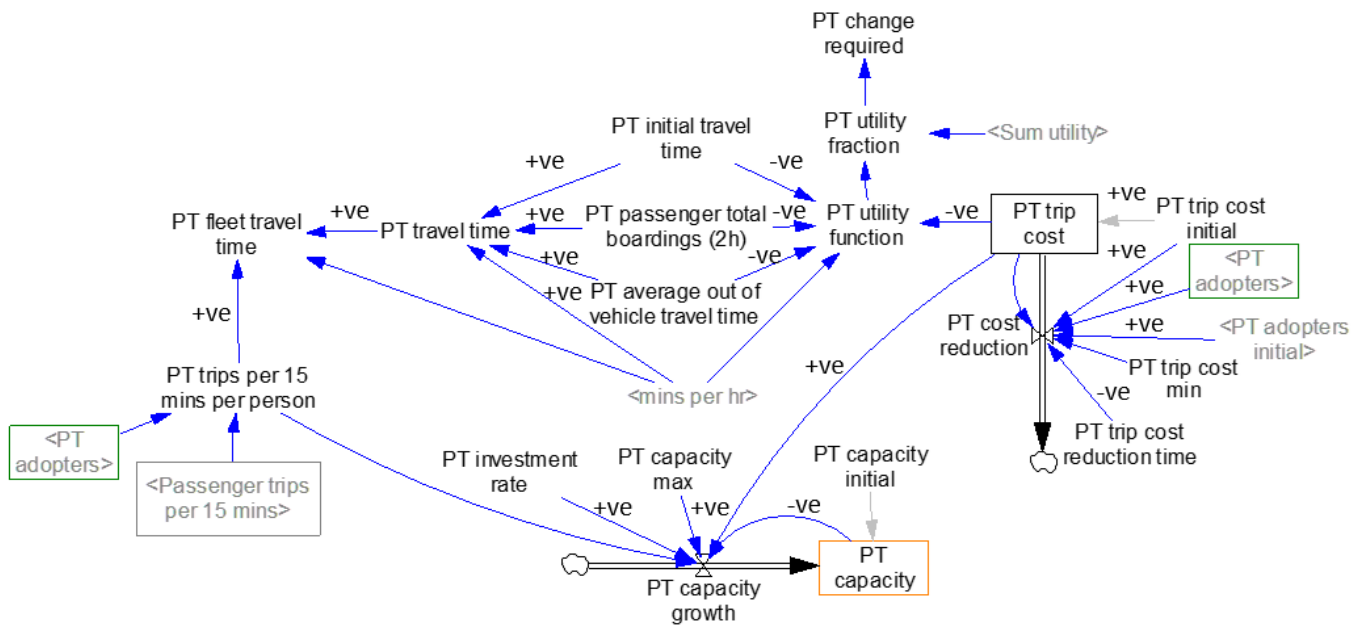 PT change
required
PT initial travel
time
PT utility
fraction
<Sum utility>
+ve
-ve
+ve
PT fleet travel
time
+ve
PT travel time
+ve
PT passenger total
boardings (2h)
-ve
PT utility
function
-ve
PT trip
cost
PT trip cost
initial
+ve
-ve
+ve
<PT
adopters>
+ve
PT average out of
vehicle travel time
+ve
+ve
PT cost
reduction
+ve
<PT adopters
initial>
PT trips per 15
mins per person
+ve
<mins per hr>
PT trip cost
min
-ve
<PT
adopters>
PT trip cost
reduction time
<Passenger trips
per 15 mins>
PT investment
rate
PT capacity
max
PT capacity
initial
+ve
+ve
-ve
PT
capacity
PT capacity
growth